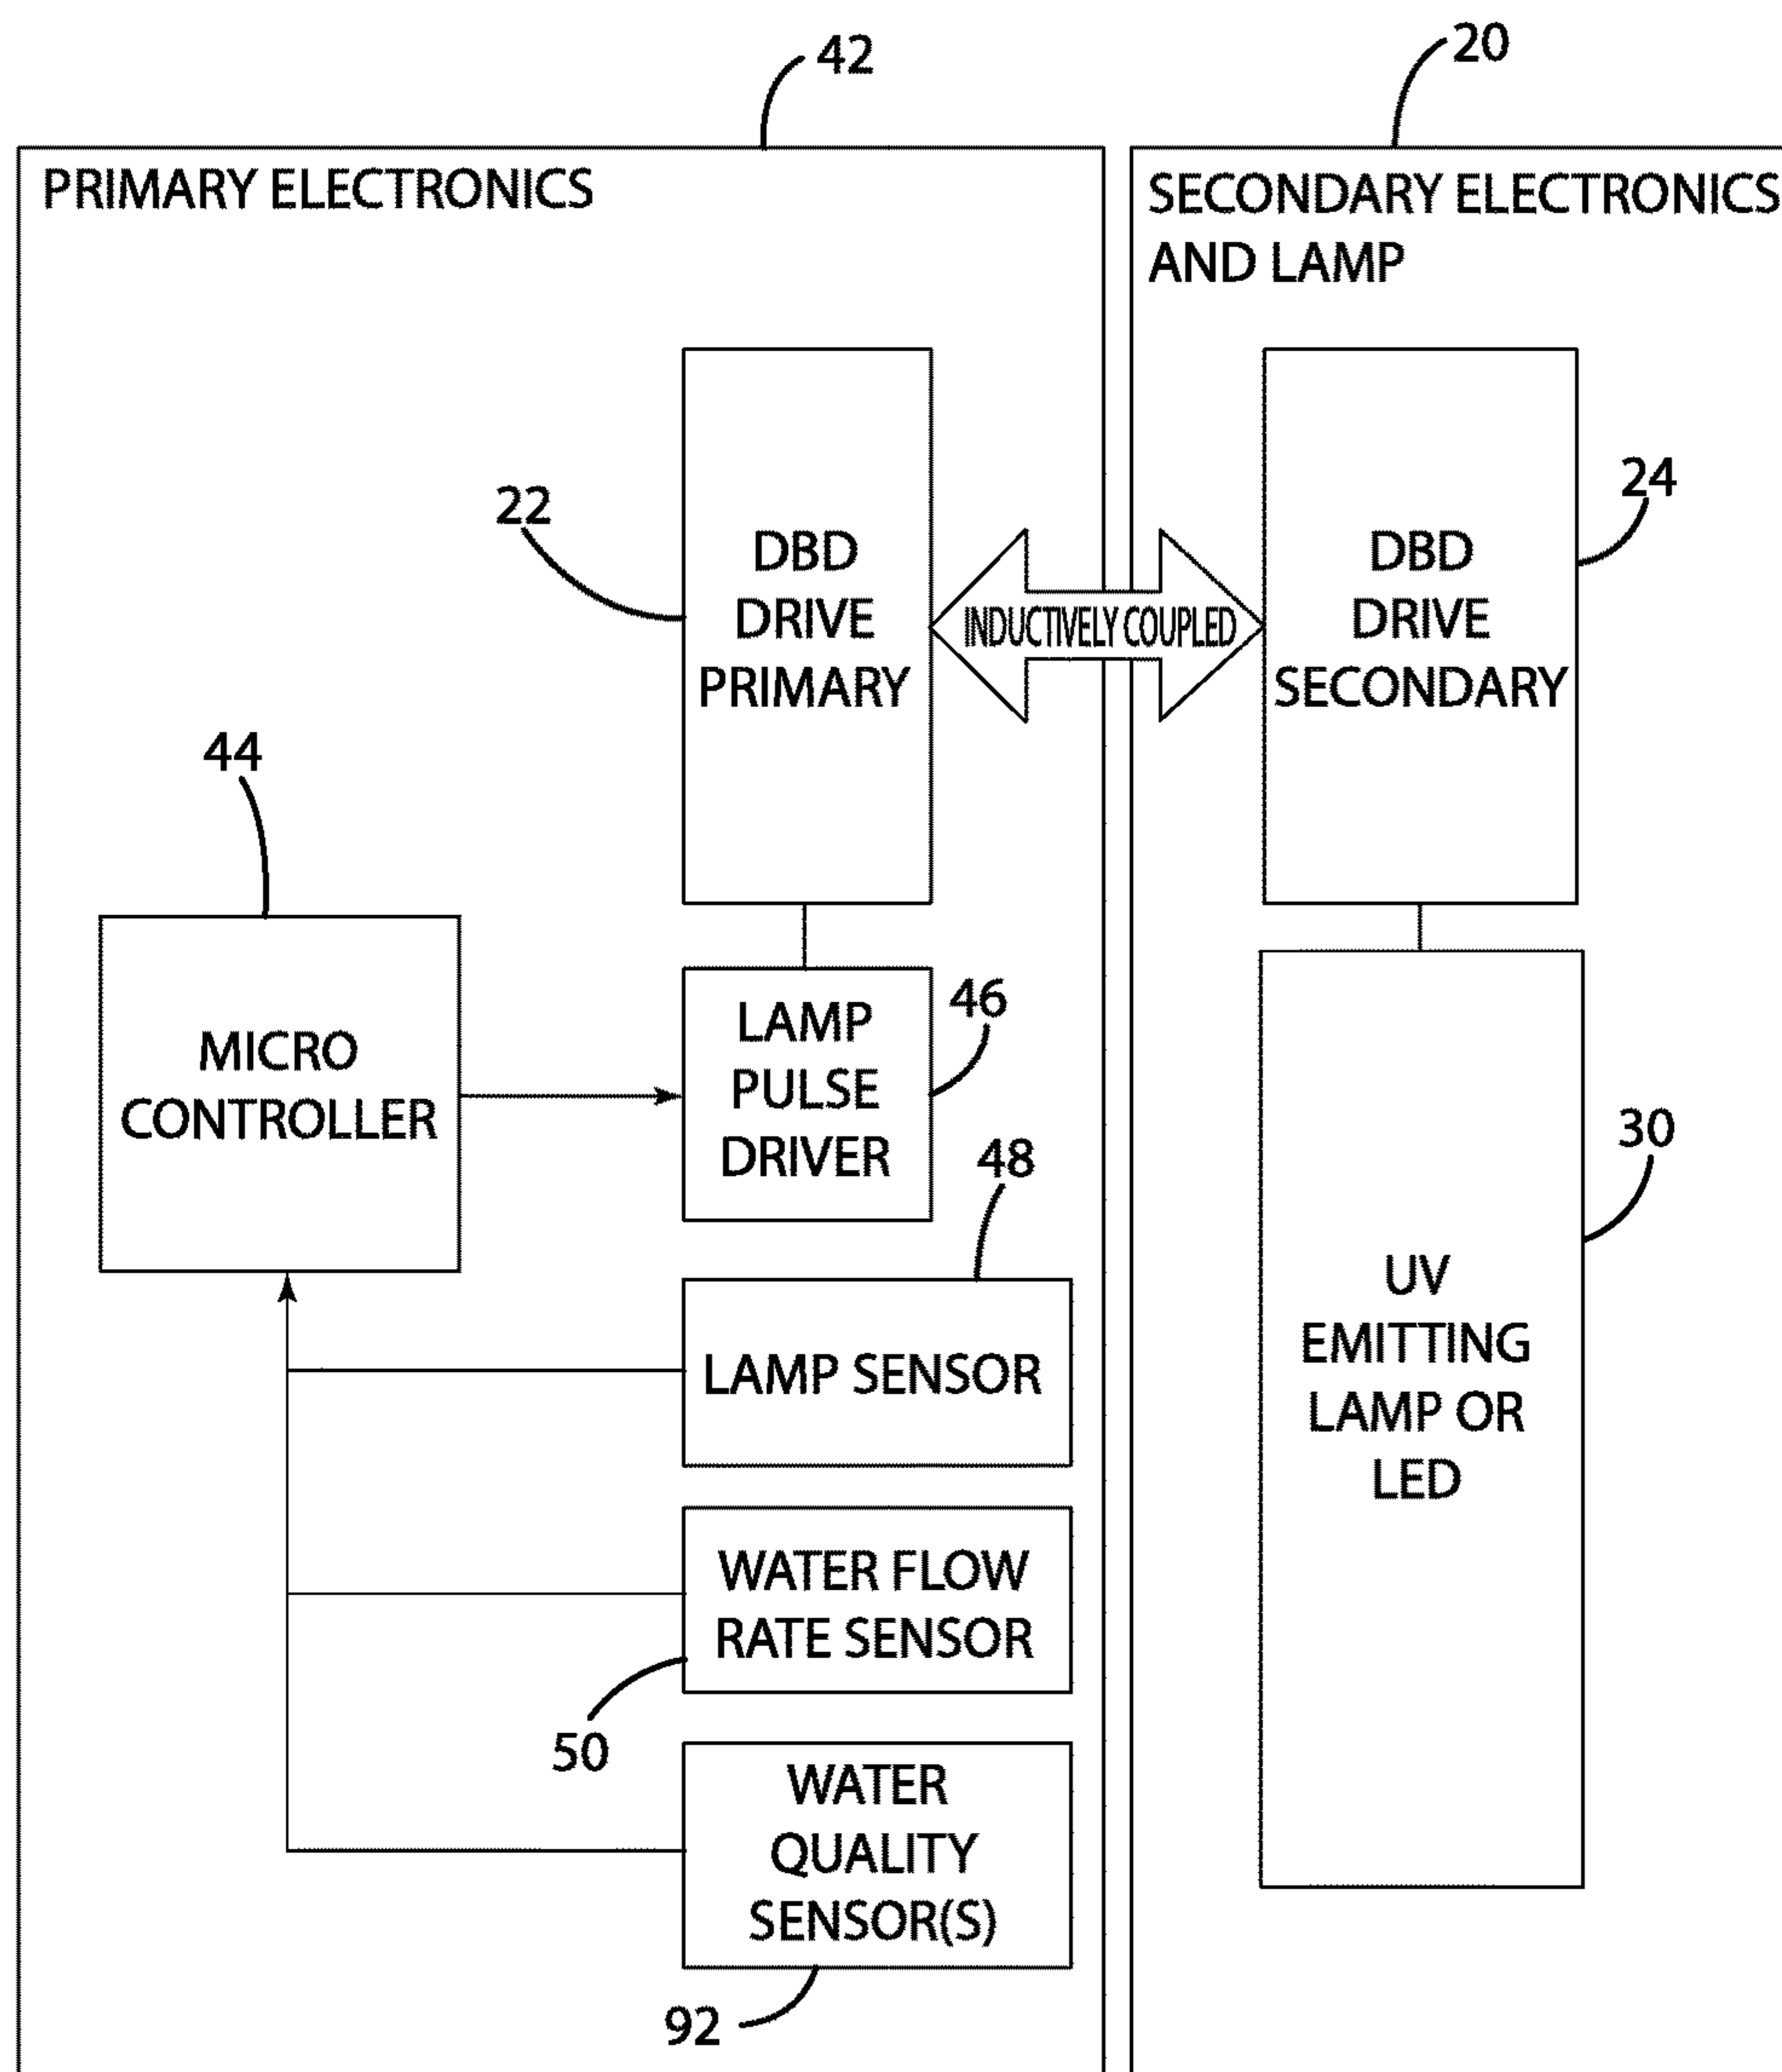 42
20
PRIMARY ELECTRONICS
SECONDARY ELECTRONICS
AND LAMP
22
DBD
DRIVE
PRIMARY
INDUCTIVELY COUPLED
DBD
DRIVE
SECONDARY
24
44
MICRO
CONTROLLER
LAMP
PULSE
DRIVER
46
48
LAMP SENSOR
UV
EMITTING
LAMP OR
LED
30
WATER FLOW
RATE SENSOR
50
WATER
QUALITY
SENSOR(S)
92